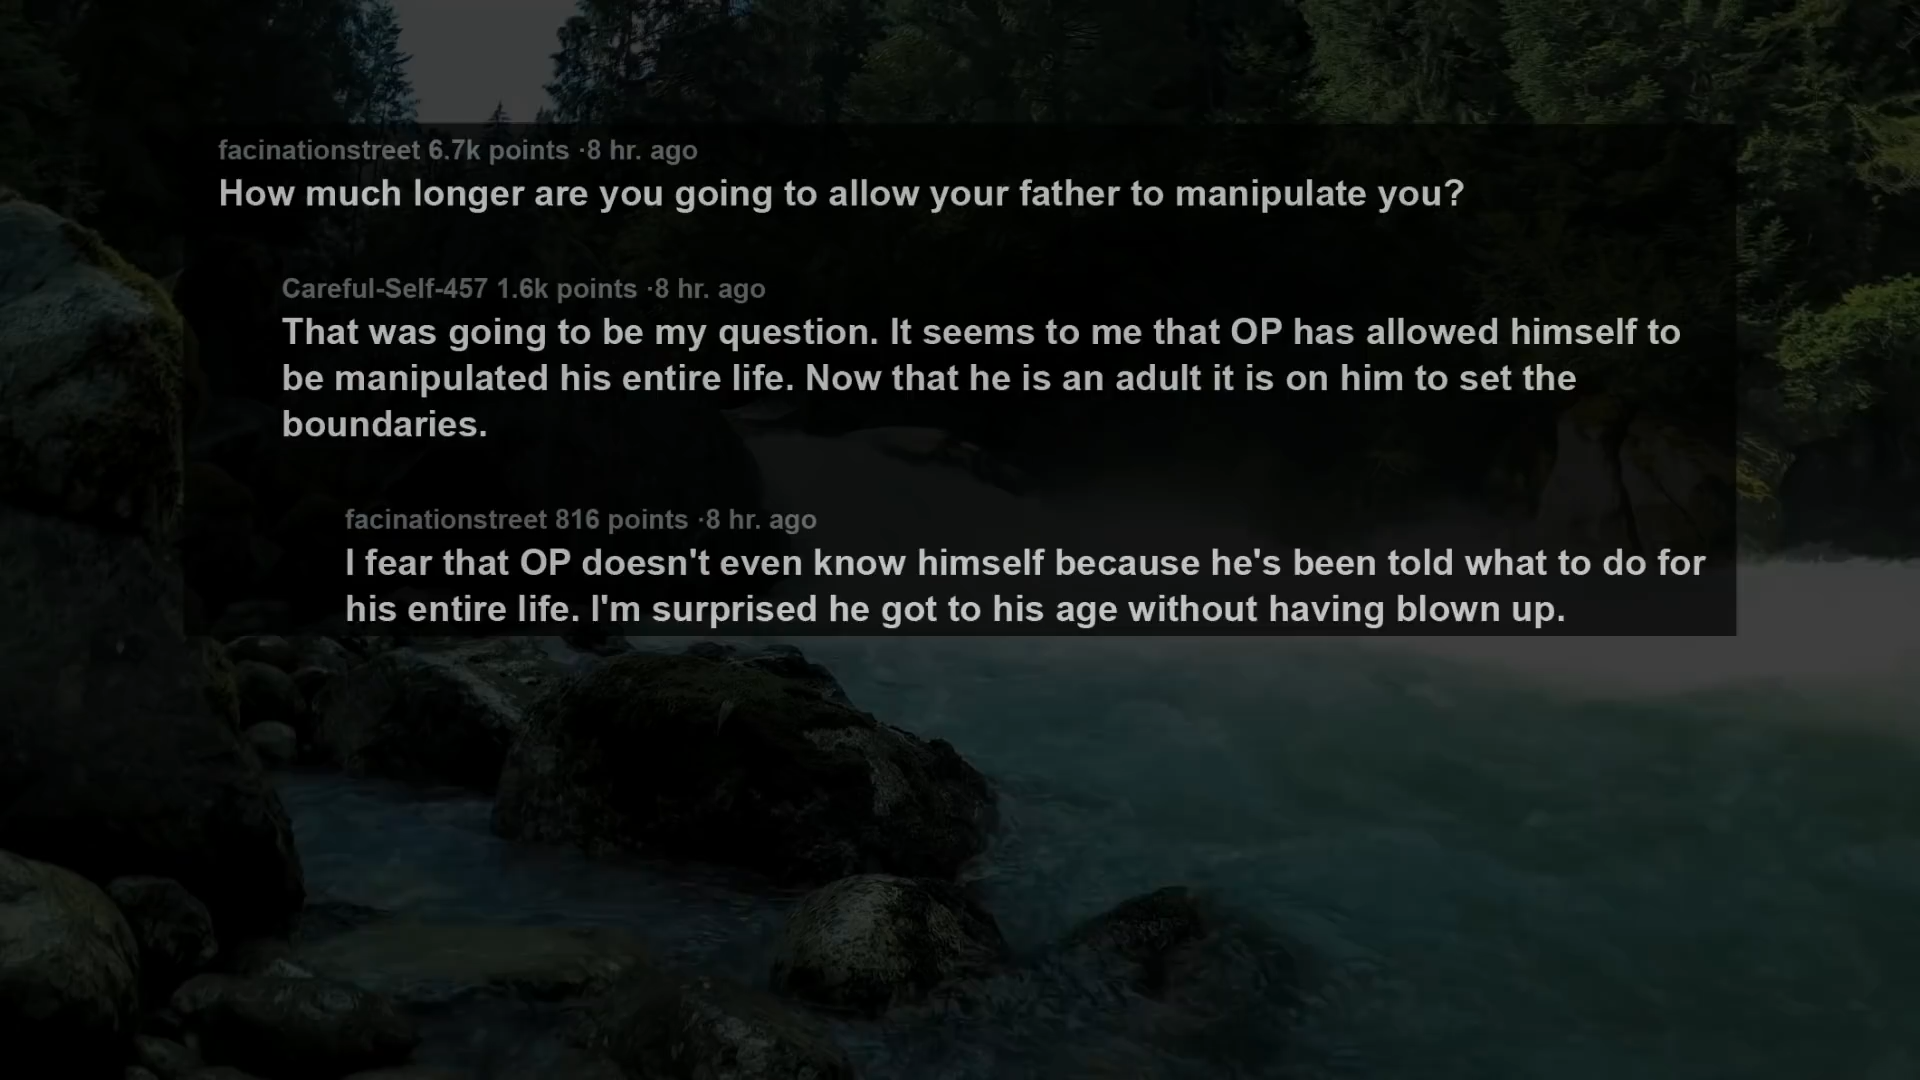 facinationstreet 6.7k points ·8 hr. ago
How much longer are you going to allow your father to manipulate you?
Careful-Self-457 1.6k points ·8 hr. ago
That was going to be my question. It seems to me that OP has allowed himself to
be manipulated his entire life. Now that he is an adult it is on him to set the
boundaries.
facinationstreet 816 points ·8 hr. ago
I fear that OP doesn't even know himself because he's been told what to do for
his entire life. I'm surprised he got to his age without having blown up.